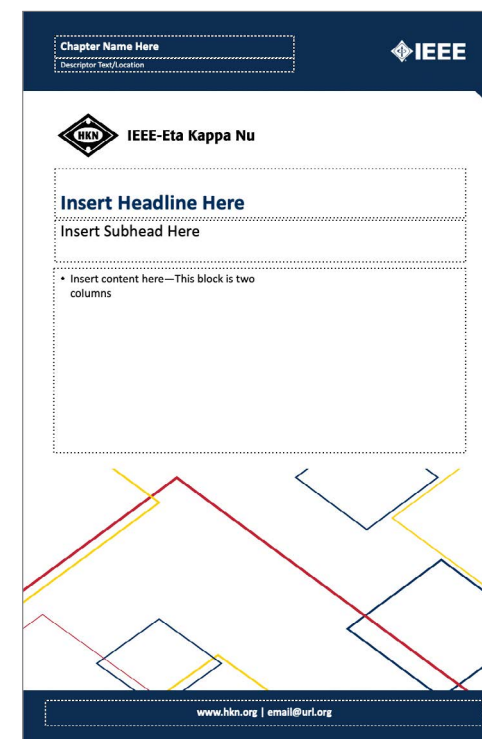 Chapter Name Here
Descriptor Text/Location
IEEE
HKN
IEEE-Eta Kappa Nu
Insert Headline Here
Insert Subhead Here
• Insert content here—This block is two
columns
www.hkn.org | email@url.org